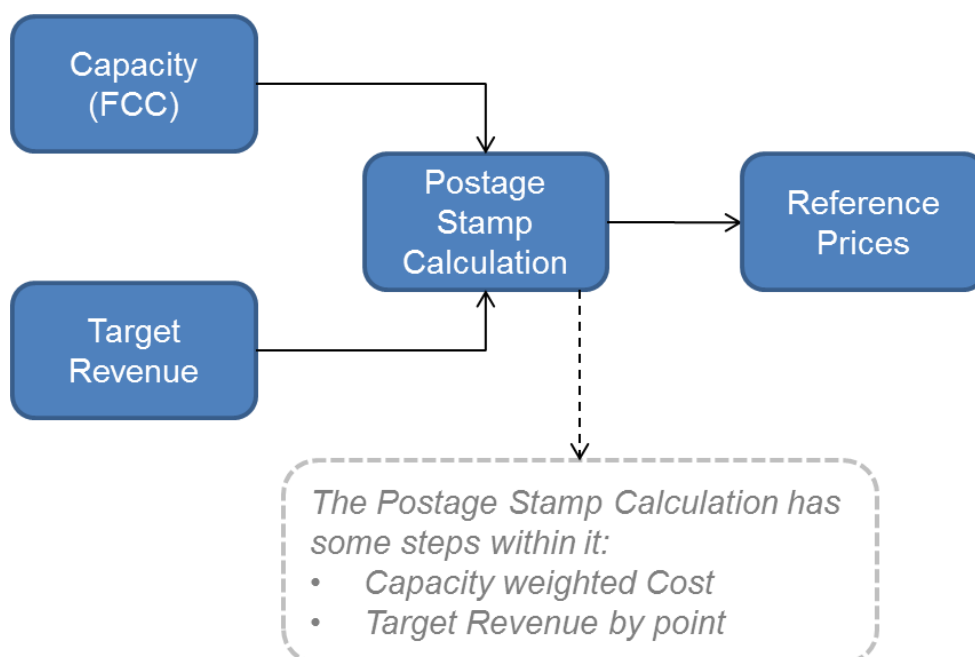 Capacity
(FCC)
Postage
Stamp
Calculation
Reference
Prices
Target
Revenue
The Postage Stamp Calculation has
some steps within it:
• Capacity weighted Cost
• Target Revenue by point